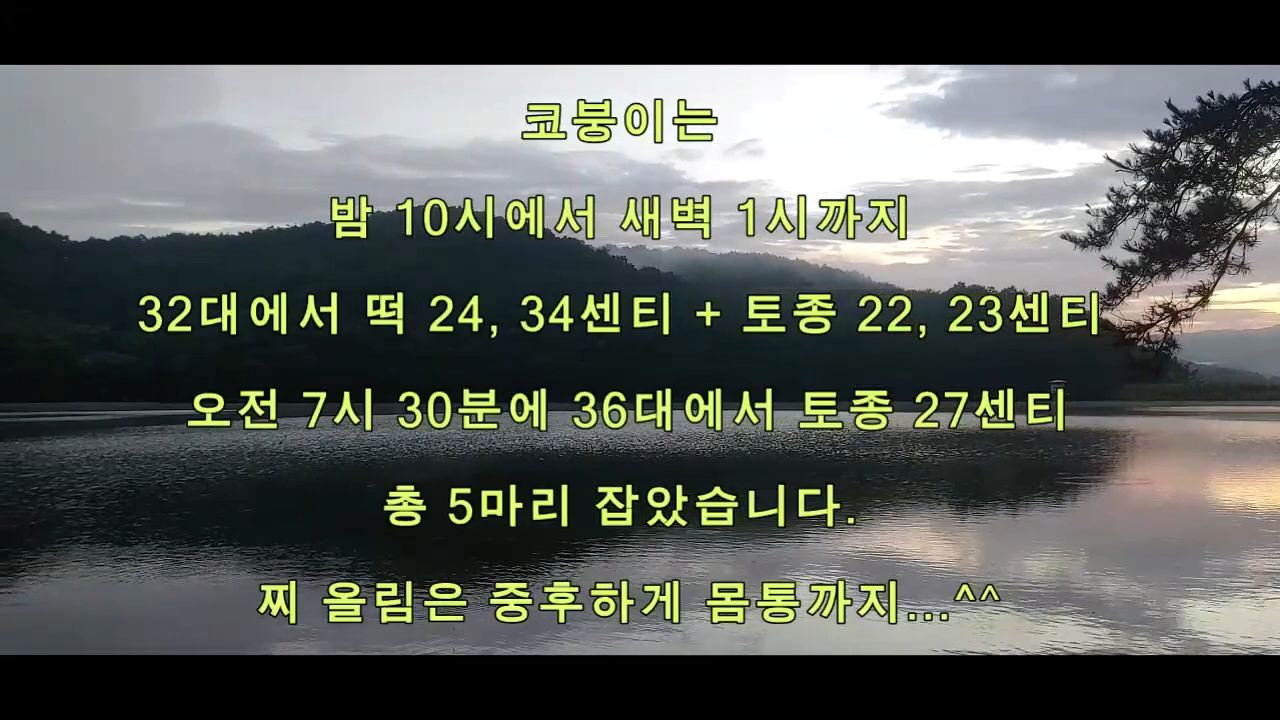 코붕이는
밤 10시에서 새벽 1시까지
32대에서 떡 24, 34센티 + 토종 22, 23센티
오전 7시 30분에 36대에서 토종 27센티
총 5마리 잡았습니다.
찌 올림은 중후하게 몸통까지...^^